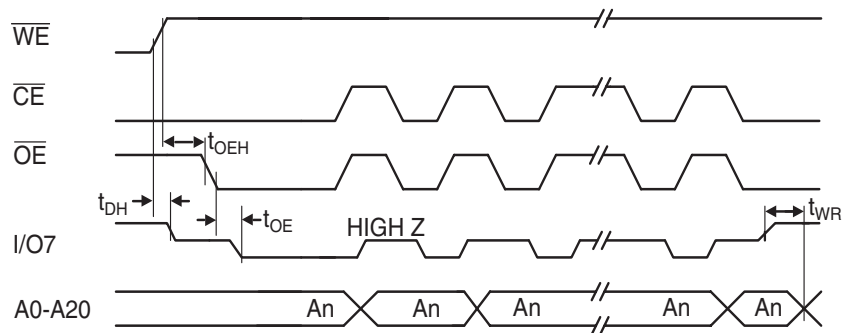 WE
CE
tOEH
OE
tDH
tOE
tWR
HIGH Z
I/O7
A0-A20 An An An An An